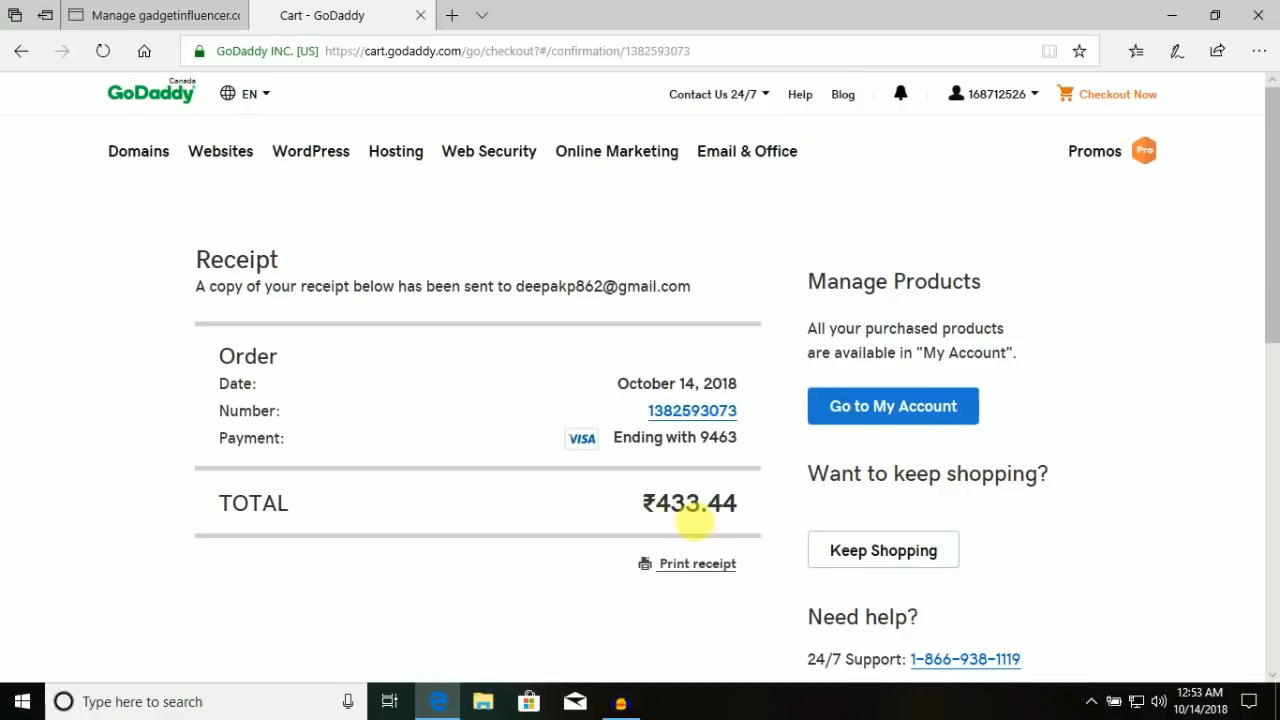 Manage gadgetinfluencer.co
Cart - GoDaddy
GoDaddy INC. [US] https://cart.godaddy.com/go/checkout?#/confirmation/1382593073
Canada
GoDaddy
EN
Contact Us 24/7
Help
Blog
168712526
Checkout Now
Domains
Websites
WordPress
Hosting
Web Security
Online Marketing
Email & Office
Promos
Pro
Receipt
A copy of your receipt below has been sent to deepakp862@gmail.com
Order
Date: October 14, 2018
Number: 1382593073
Payment: VISA Ending with 9463
TOTAL ₹433.44
Print receipt
Manage Products
All your purchased products
are available in "My Account".
Go to My Account
Want to keep shopping?
Keep Shopping
Need help?
24/7 Support: 1-866-938-1119
Type here to search
12:53 AM
10/14/2018